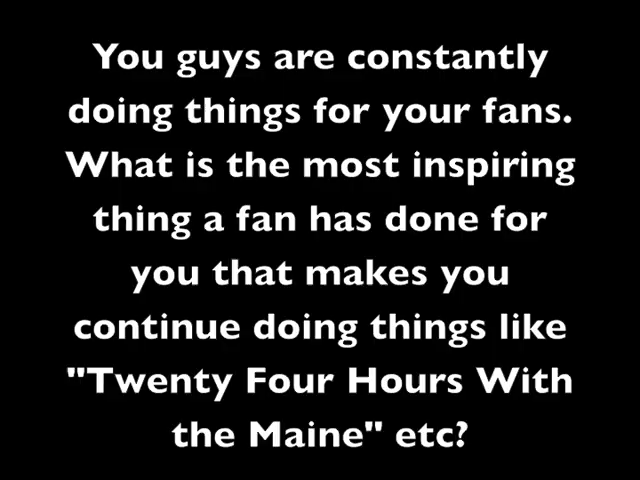 You guys are constantly
doing things for your fans.
What is the most inspiring
thing a fan has done for
you that makes you
continue doing things like
"Twenty Four Hours With
the Maine" etc?